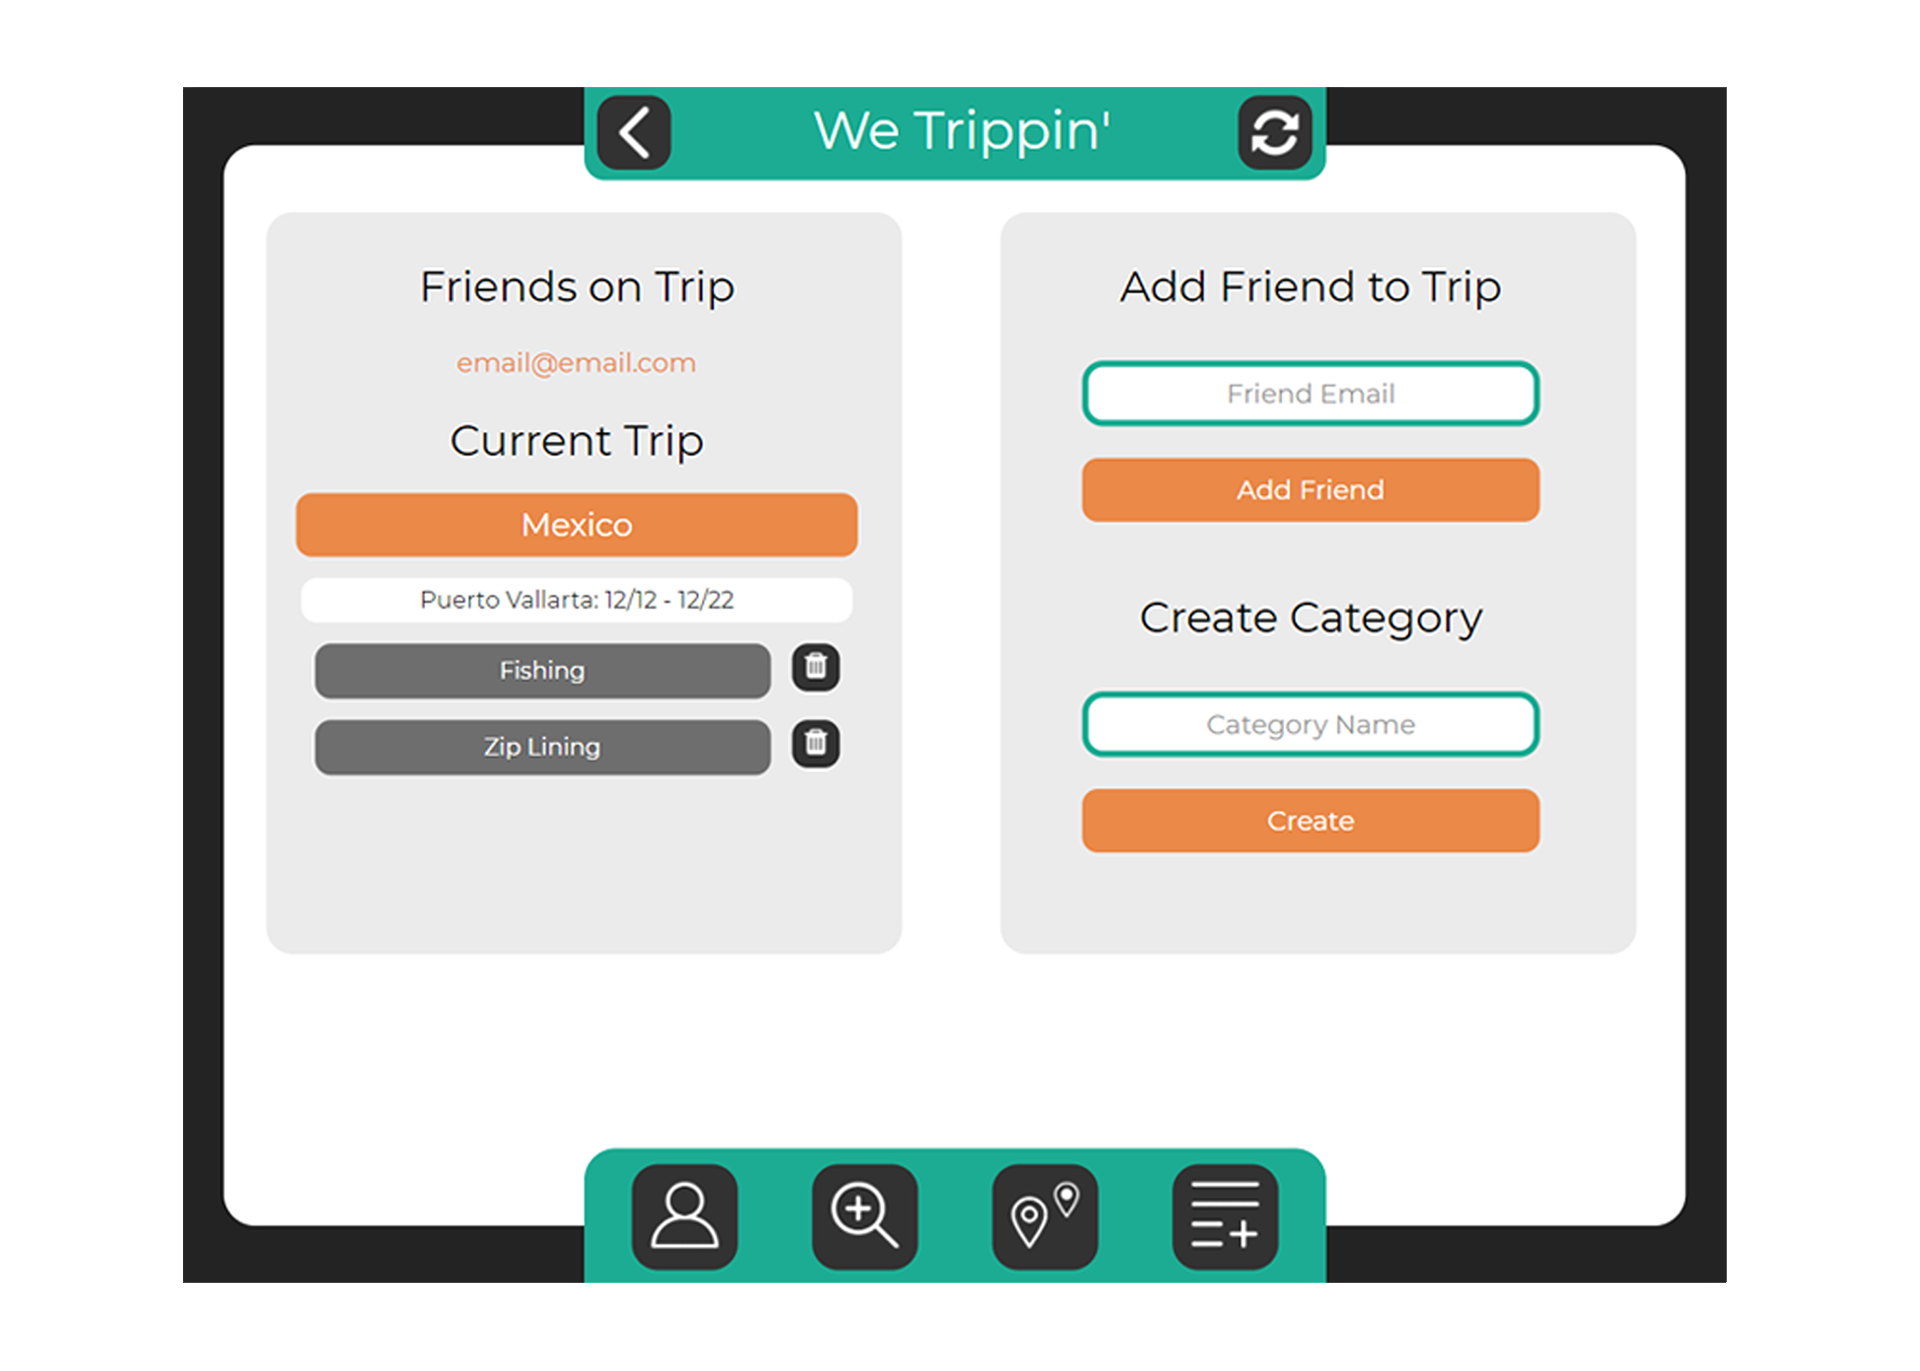 We Trippin'
Friends on Trip
email@email.com
Current Trip
Mexico
Puerto Vallarta: 12/12 - 12/22
Fishing
Zip Lining
Add Friend to Trip
Friend Email
Add Friend
Create Category
Category Name
Create